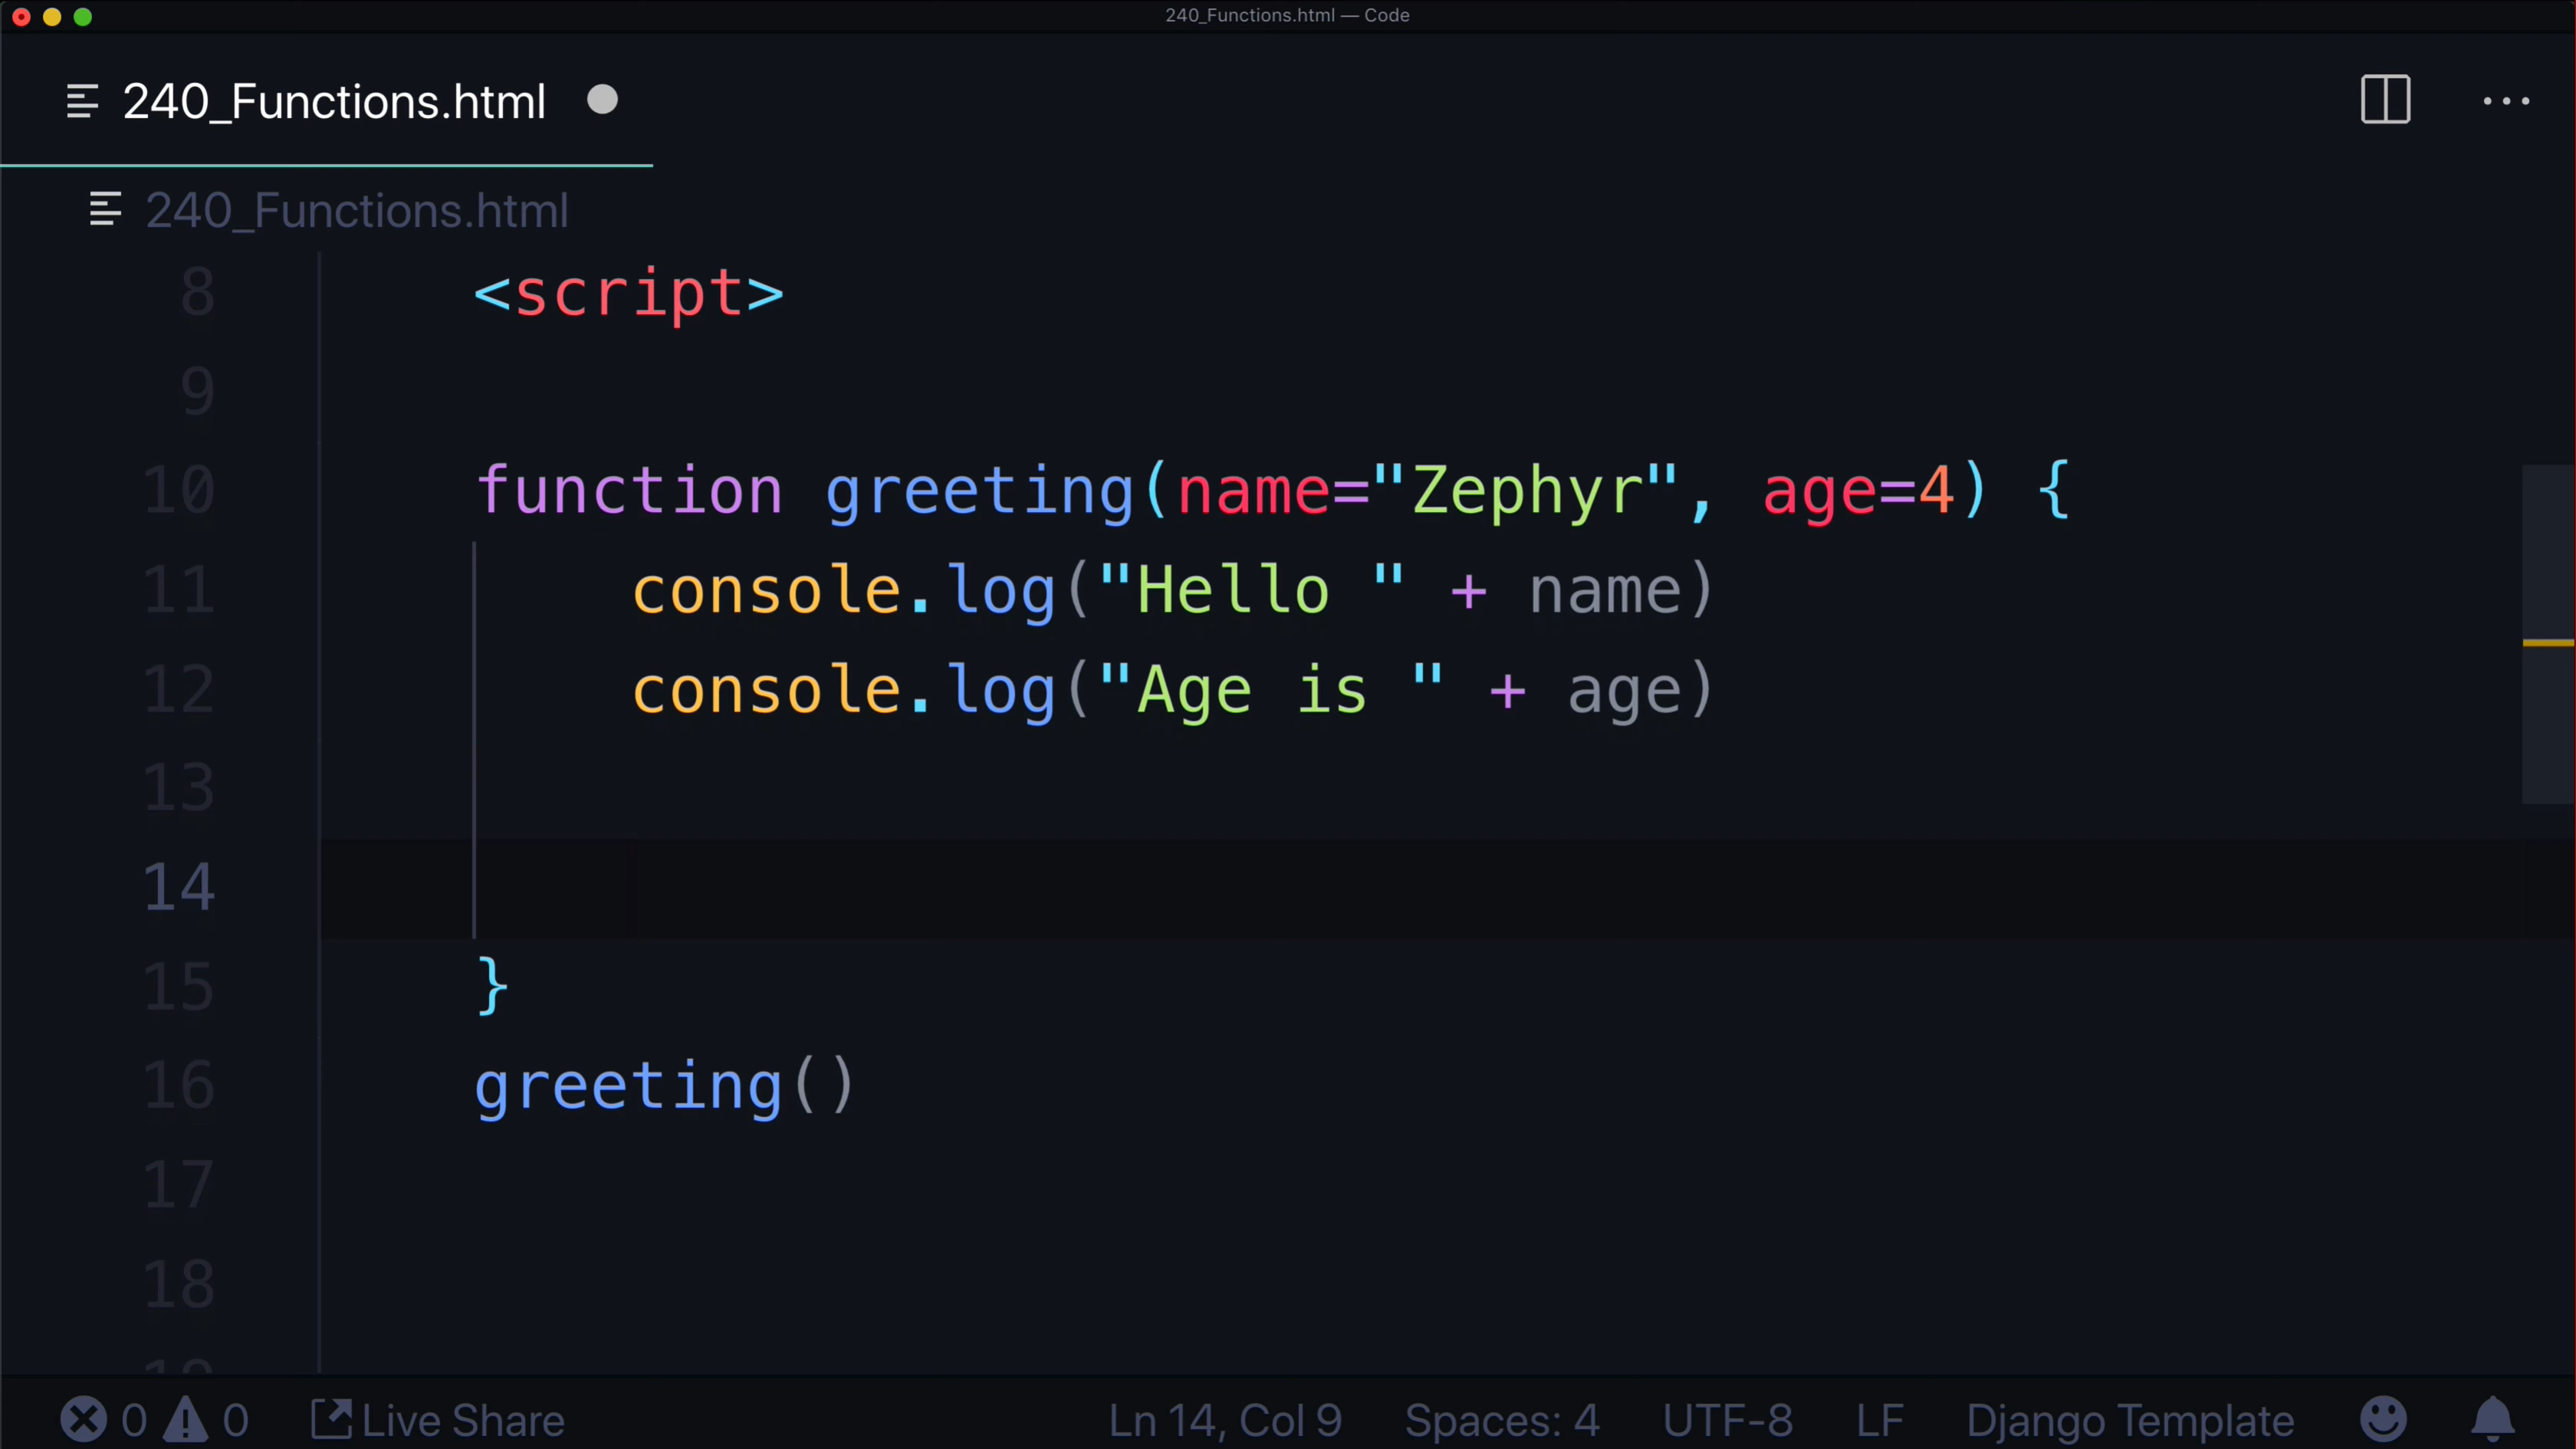 240_Functions.html — Code
240_Functions.html
240_Functions.html
8 <script>
9
10 function greeting(name="Zephyr", age=4) {
11 console.log("Hello " + name)
12 console.log("Age is " + age)
13
14
15 }
16 greeting()
17
18
19
0 0 Live Share Ln 14, Col 9 Spaces: 4 UTF-8 LF Django Template